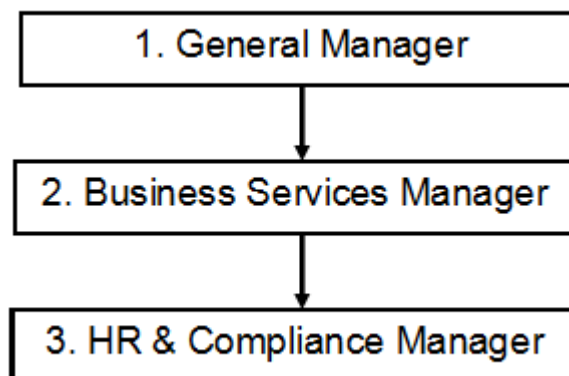 1. General Manager
2. Business Services Manager
3. HR & Compliance Manager